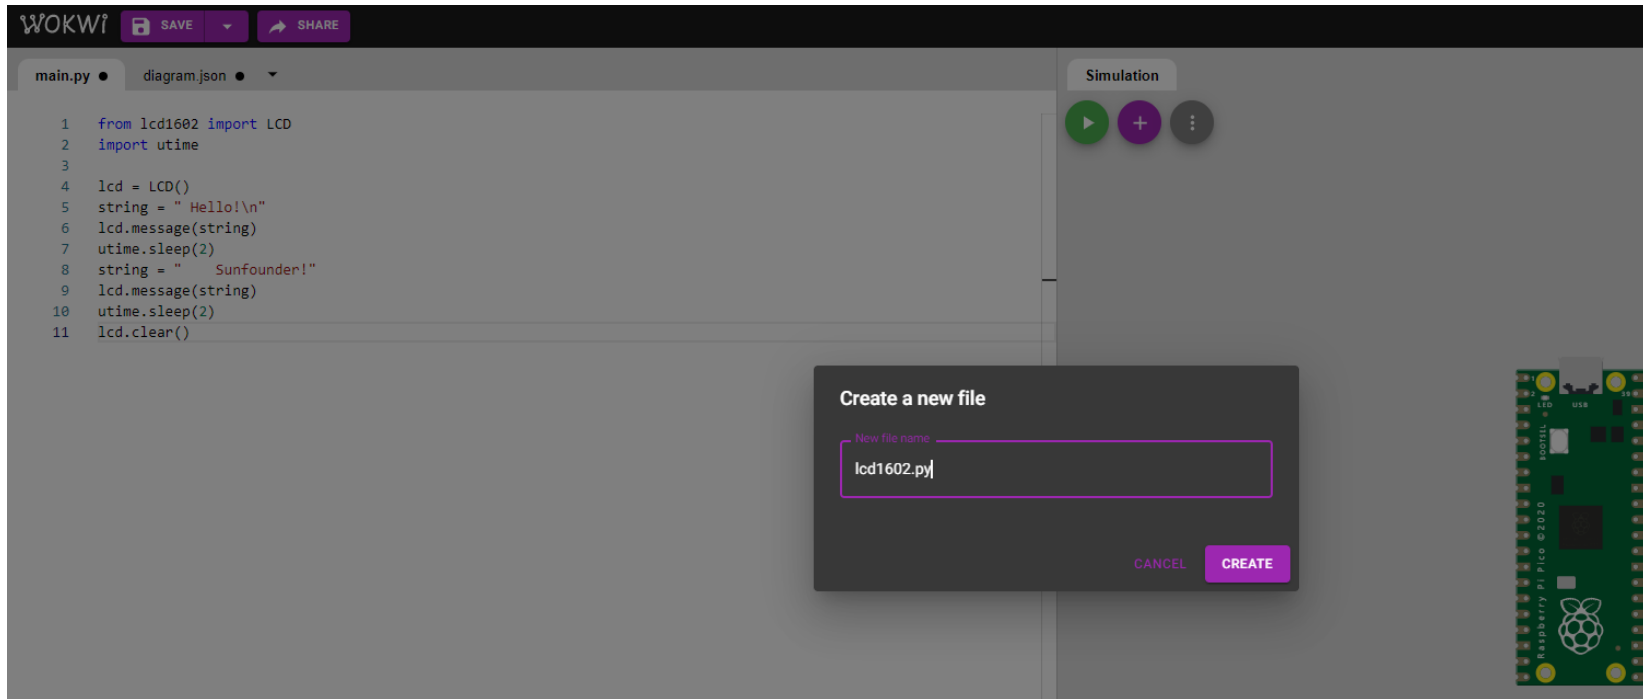 WOKWi SAVE SHARE
main.py ● diagram.json ●
Simulation
1 from lcd1602 import LCD
2 import utime
3
4 lcd = LCD()
5 string = " Hello!\n"
6 lcd.message(string)
7 utime.sleep(2)
8 string = "    Sunfounder!"
9 lcd.message(string)
10 utime.sleep(2)
11 lcd.clear()
Create a new file
New file name
lcd1602.py
CANCEL CREATE
1
2
39
LED USB
BOOTSEL
Raspberry Pi Pico ©2020